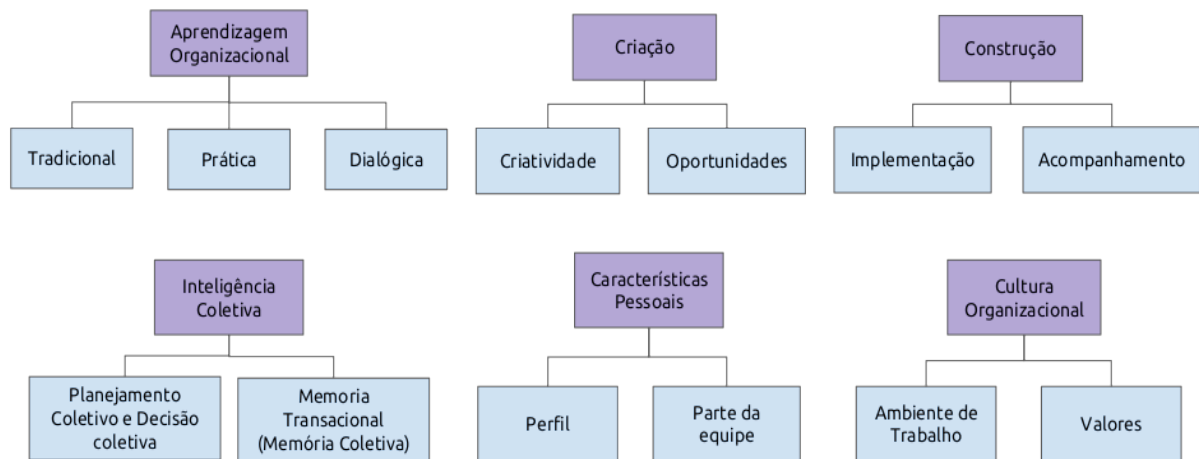 Aprendizagem
Organizacional
Tradicional
Prática
Dialógica
Criação
Criatividade
Oportunidades
Construção
Implementação
Acompanhamento
Inteligência
Coletiva
Planejamento
Coletivo e Decisão
coletiva
Memoria
Transacional
(Memória Coletiva)
Características
Pessoais
Perfil
Parte da
equipe
Cultura
Organizacional
Ambiente de
Trabalho
Valores